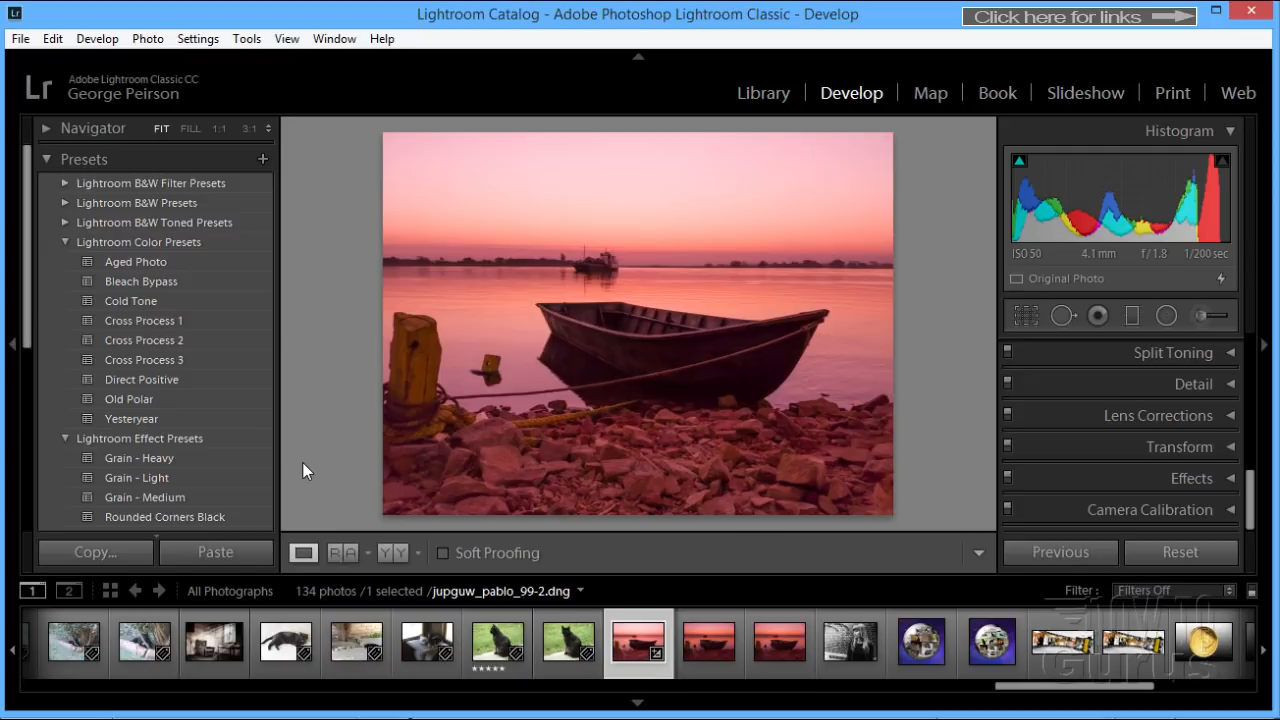 Lightroom Catalog - Adobe Photoshop Lightroom Classic - Develop
Click here for links
File Edit Develop Photo Settings Tools View Window Help
Lr
Adobe Lightroom Classic CC
George Peirson
Library Develop Map Book Slideshow Print Web
Navigator FIT FILL 1:1 3:1
Presets +
Lightroom B&W Filter Presets
Lightroom B&W Presets
Lightroom B&W Toned Presets
Lightroom Color Presets
Aged Photo
Bleach Bypass
Cold Tone
Cross Process 1
Cross Process 2
Cross Process 3
Direct Positive
Old Polar
Yesteryear
Lightroom Effect Presets
Grain - Heavy
Grain - Light
Grain - Medium
Rounded Corners Black
Copy... Paste
R A Y Y Soft Proofing
Histogram
ISO 50 4.1 mm f / 1.8 1/200 sec
Original Photo
Split Toning
Detail
Lens Corrections
Transform
Effects
Camera Calibration
Previous Reset
1 2 All Photographs 134 photos /1 selected /jupguw_pablo_99-2.dng Filter : Filters Off
HOW TO
Gurus